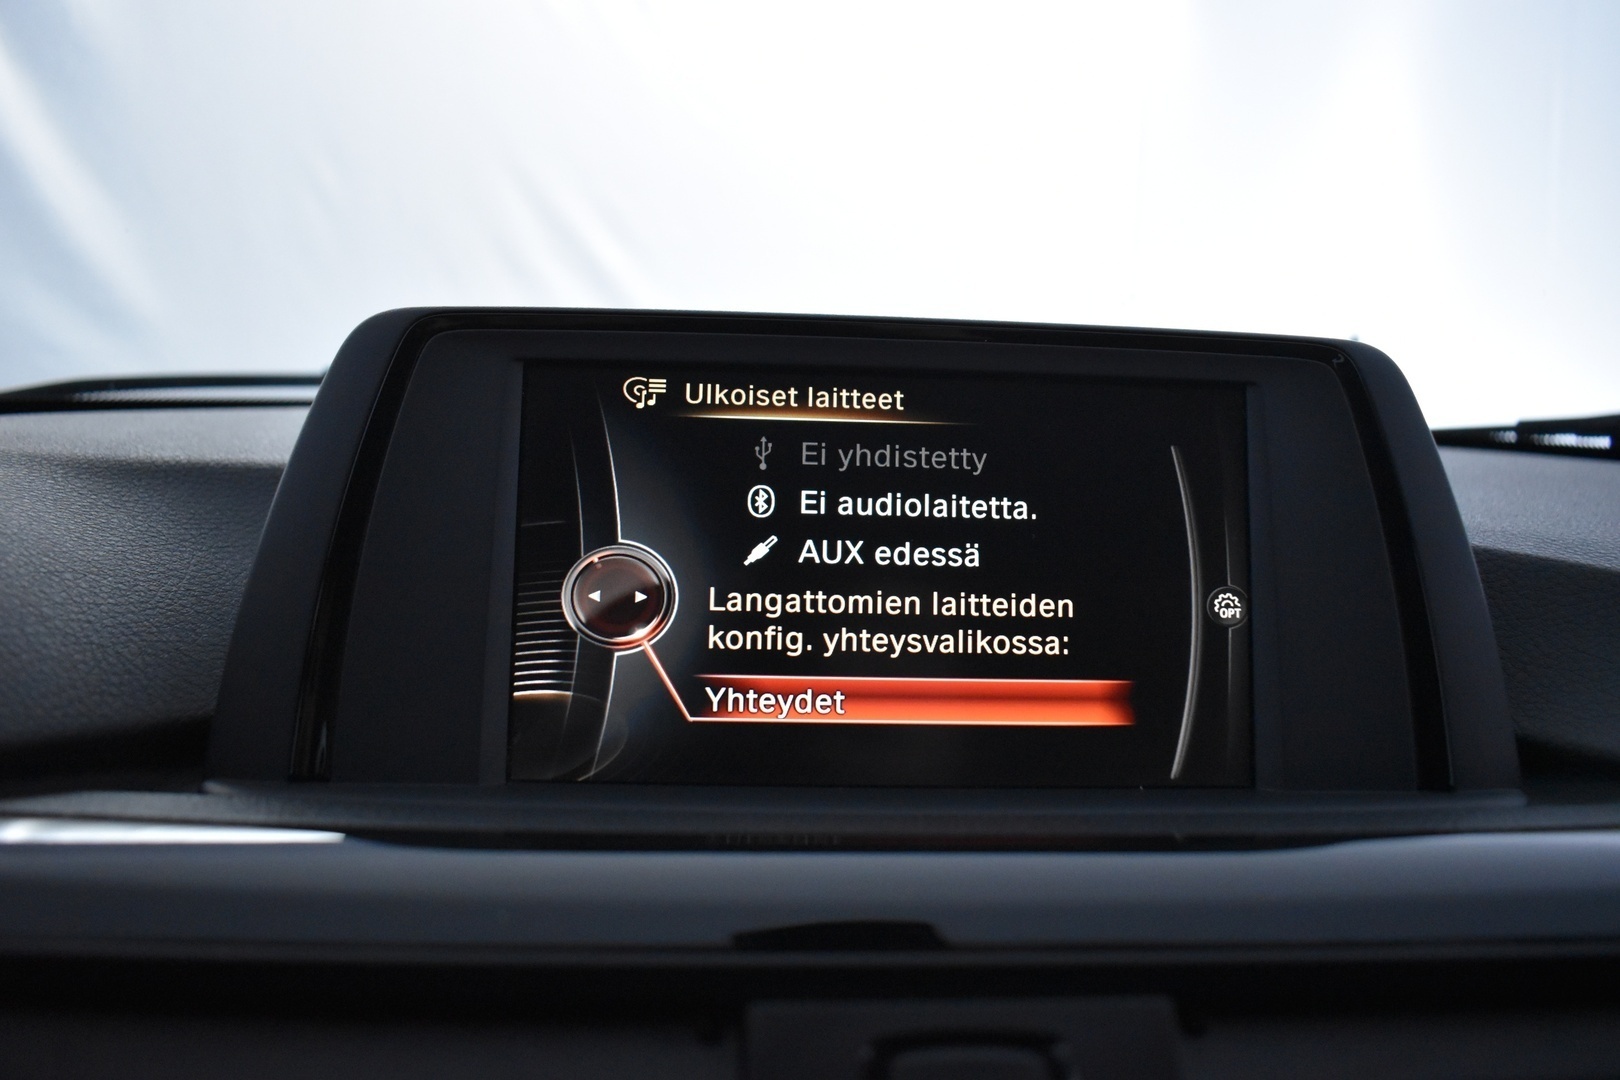 Ulkoiset laitteet
Ei yhdistetty
Ei audiolaitetta.
AUX edessä
Langattomien laitteiden
konfig. yhteysvalikossa:
Yhteydet
OPT